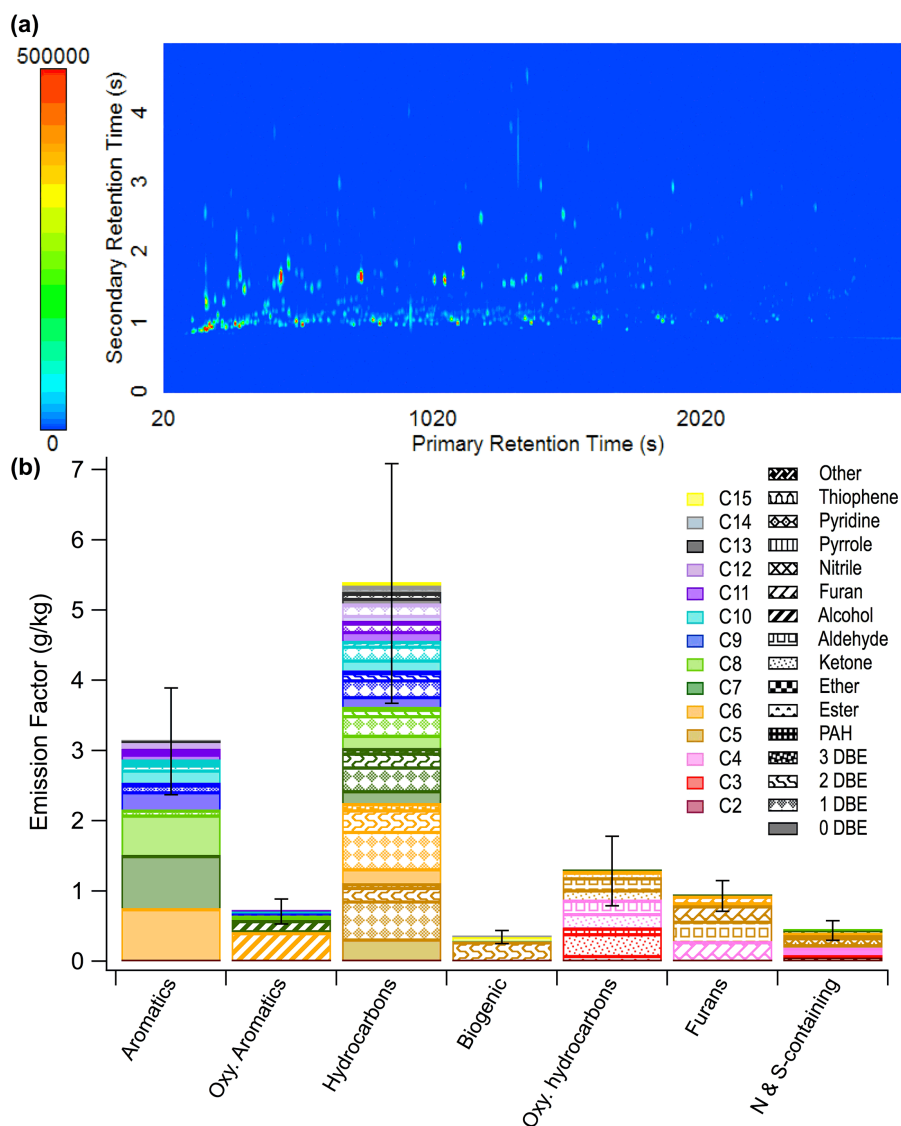 (a)
500000
0
Secondary Retention Time (s)
4
3
2
1
0
20 1020 2020
Primary Retention Time (s)
(b)
Emission Factor (g/kg)
7
6
5
4
3
2
1
0
C15
C14
C13
C12
C11
C10
C9
C8
C7
C6
C5
C4
C3
C2
Other
Thiophene
Pyridine
Pyrrole
Nitrile
Furan
Alcohol
Aldehyde
Ketone
Ether
Ester
PAH
3 DBE
2 DBE
1 DBE
0 DBE
Aromatics
Oxy. Aromatics
Hydrocarbons
Biogenic
Oxy. hydrocarbons
Furans
N & S-containing